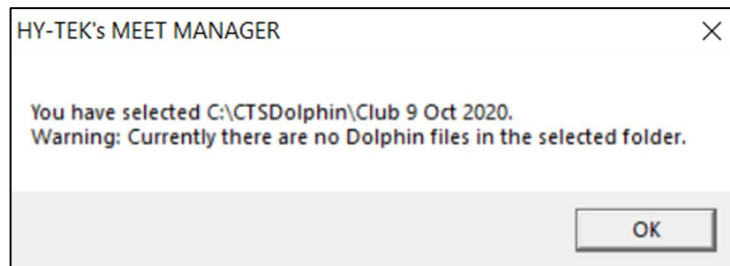 HY-TEK's MEET MANAGER
You have selected C:\CTSDolphin\Club 9 Oct 2020.
Warning: Currently there are no Dolphin files in the selected folder.
OK